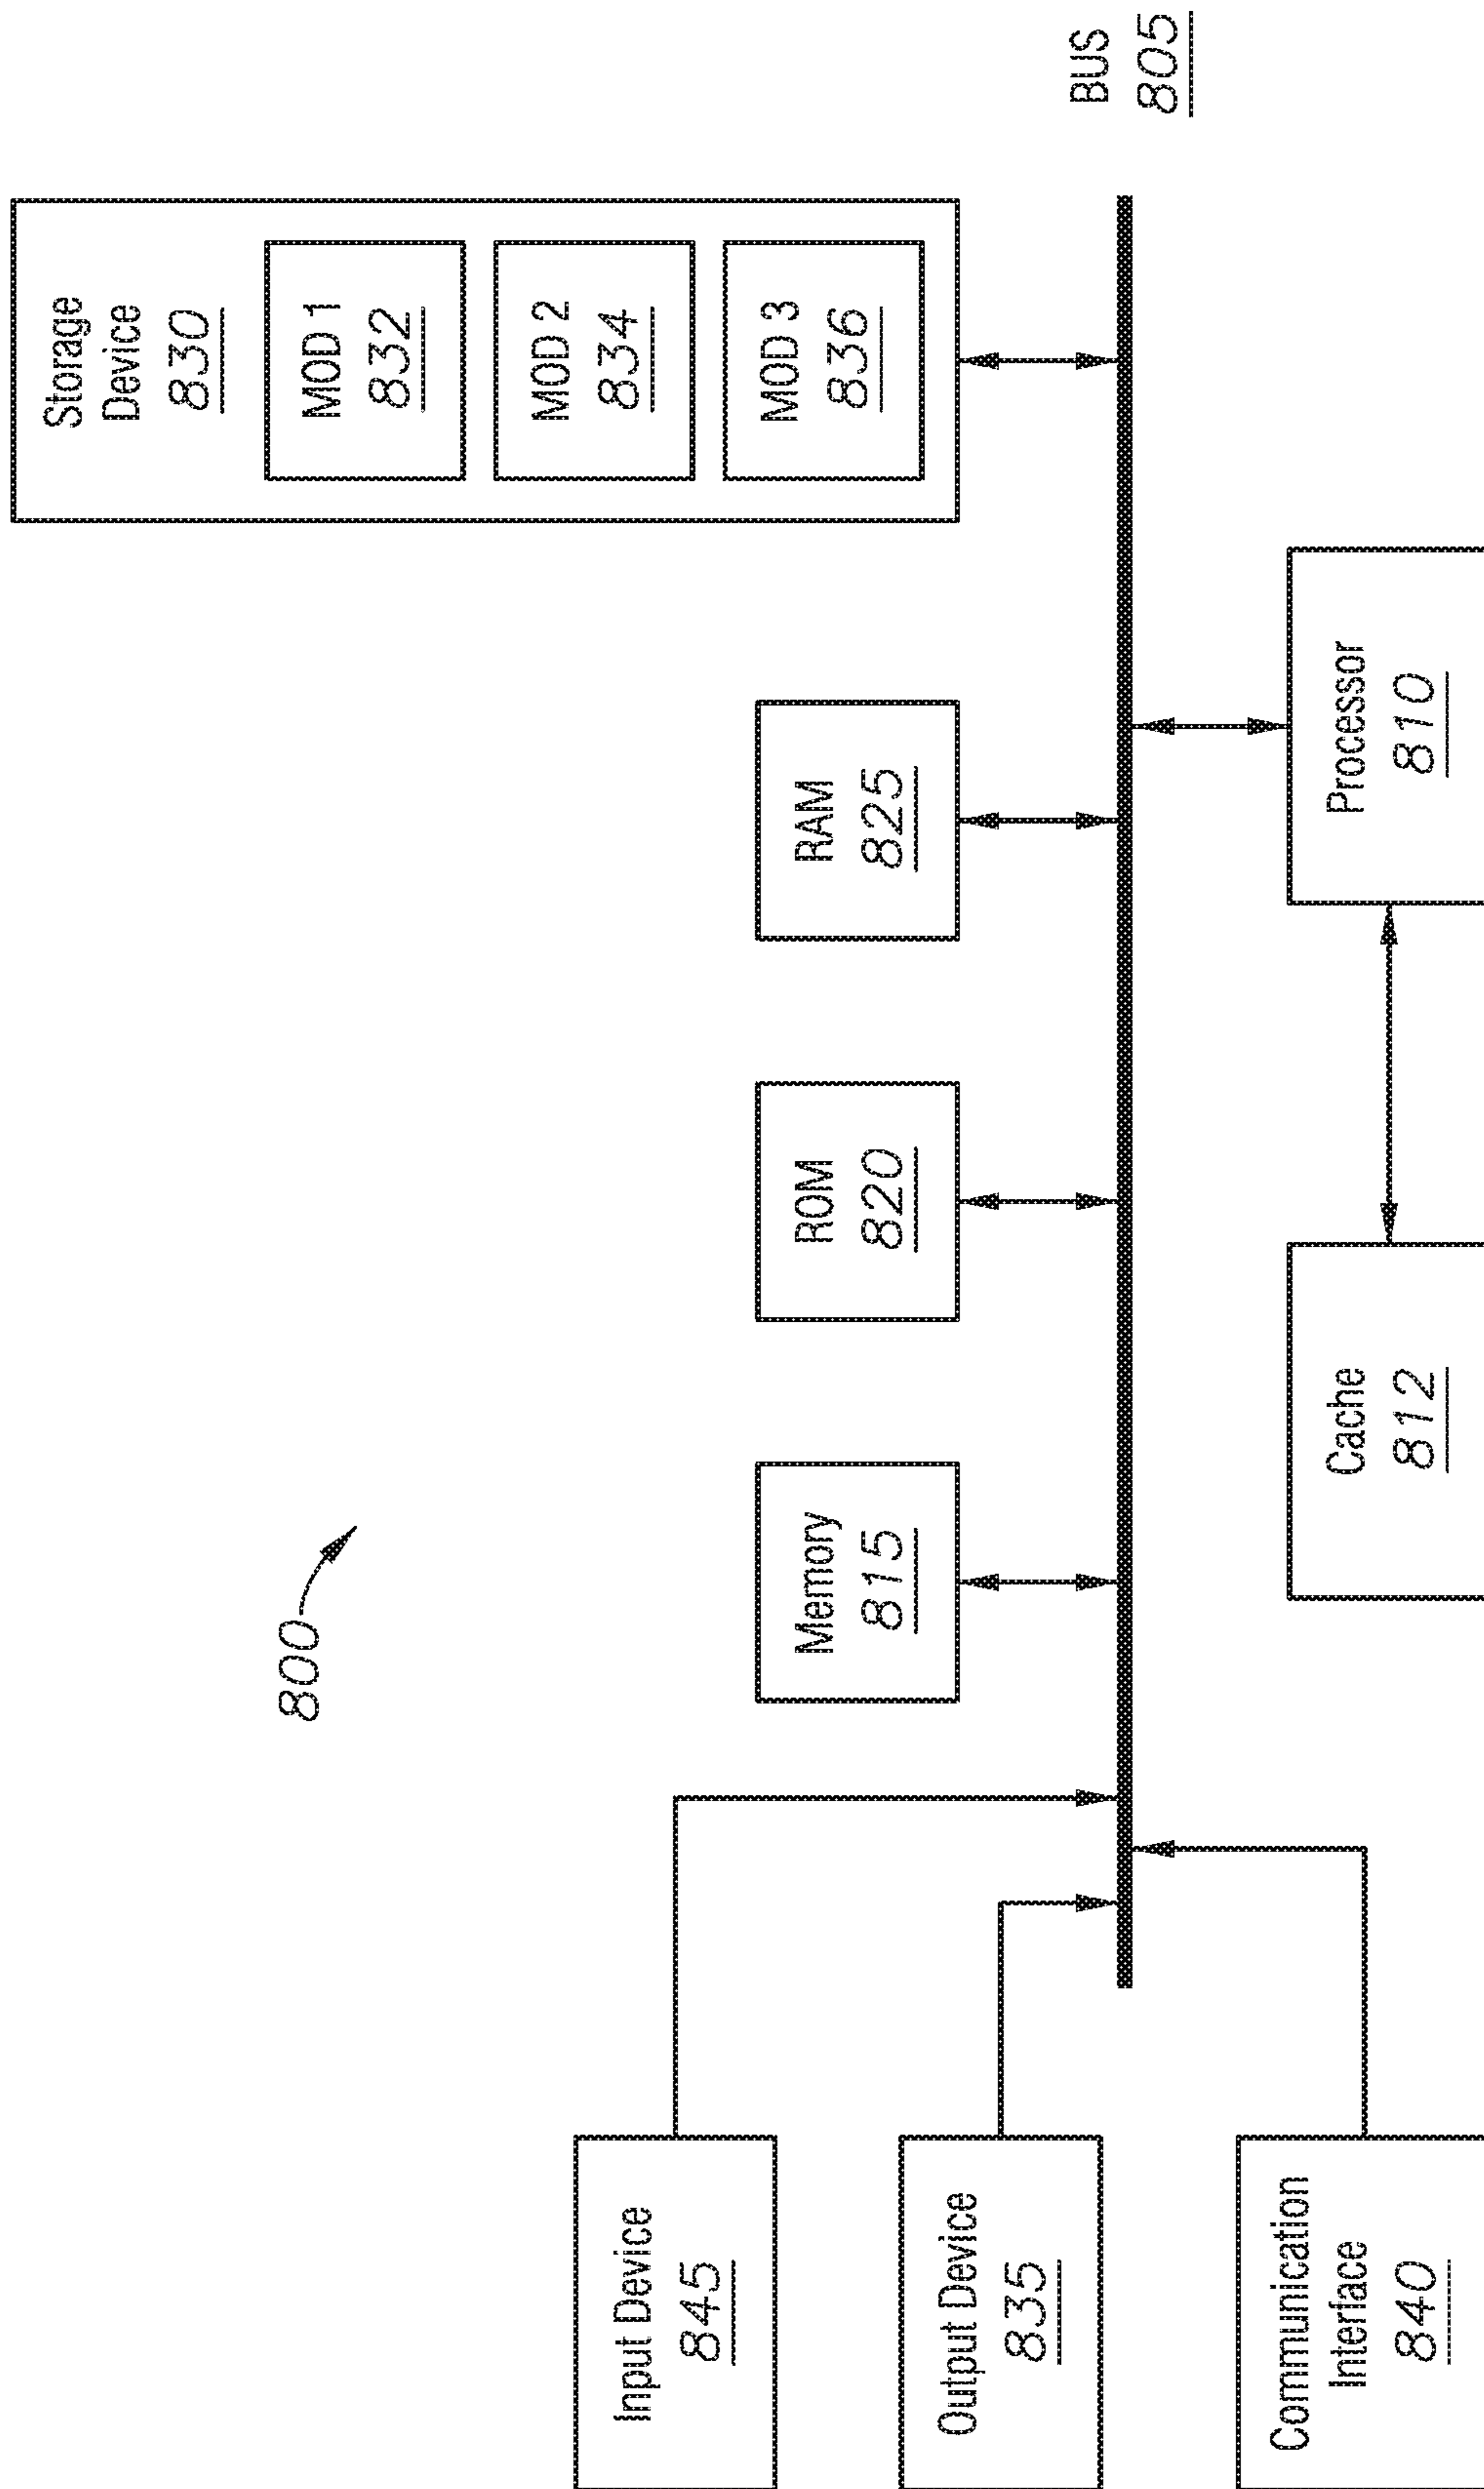 800
Input Device
845
Output Device
835
Communication
Interface
840
Memory
815
ROM
820
RAM
825
Storage
Device
830
MOD 1
832
MOD 2
834
MOD 3
836
BUS
805
Cache
812
Processor
810